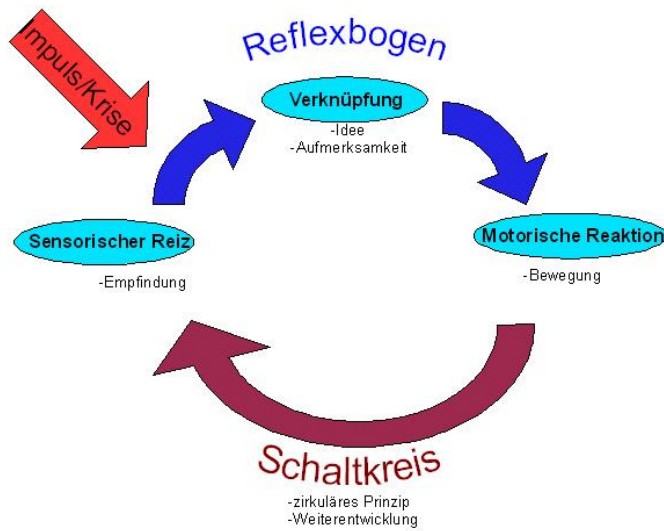 Impuls/Krise
Reflexbogen
Verknüpfung
-Idee
-Aufmerksamkeit
Sensorischer Reiz
-Empfindung
Motorische Reaktion
-Bewegung
Schaltkreis
-zirkuläres Prinzip
-Weiterentwicklung